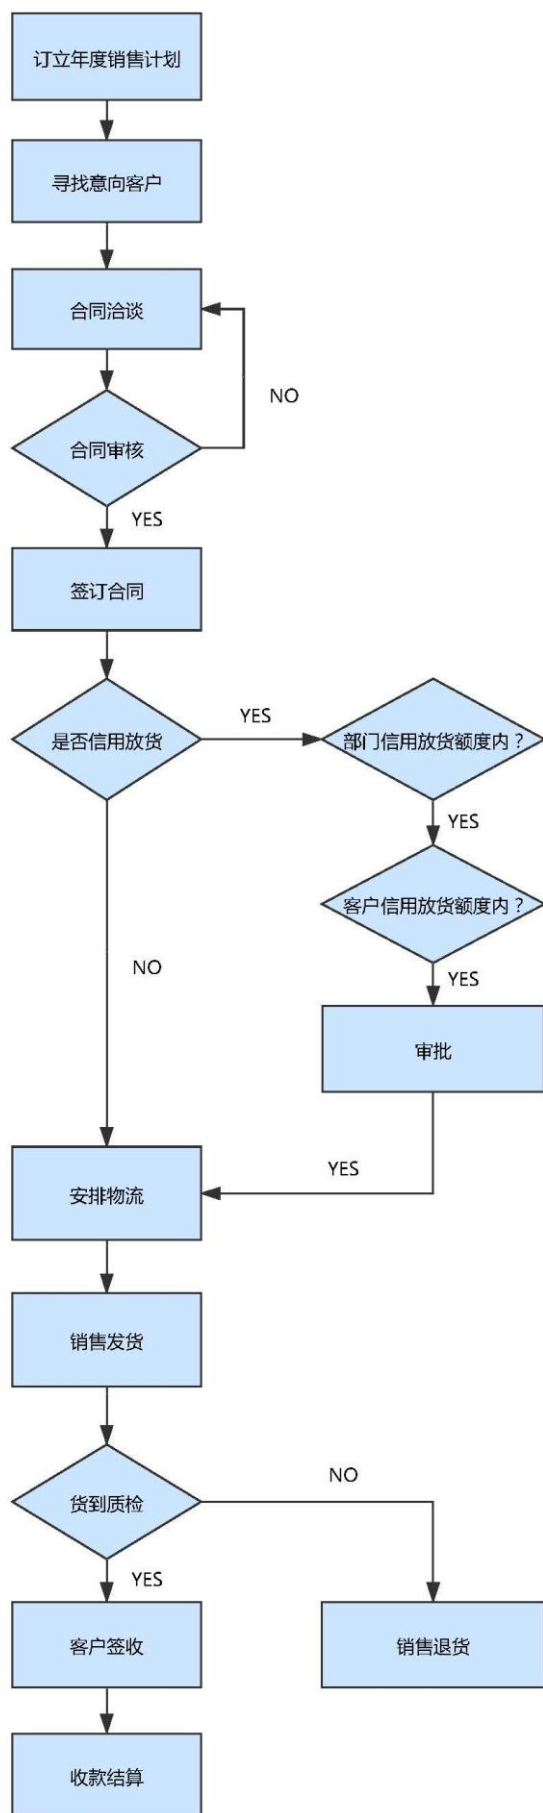 订立年度销售计划
寻找意向客户
合同洽谈
NO
合同审核
YES
签订合同
是否信用放货
YES
部门信用放货额度内？
YES
客户信用放货额度内？
YES
NO
审批
YES
安排物流
销售发货
货到质检
NO
YES
客户签收
销售退货
收款结算